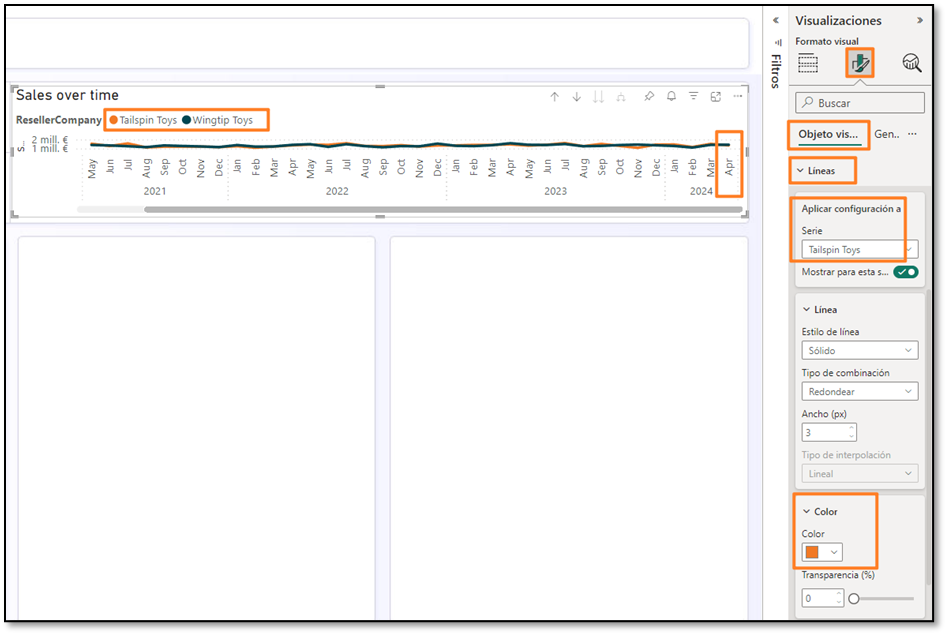 Sales over time
ResellerCompany Tailspin Toys Wingtip Toys
2 mill. €
1 mill. €
May Jun Jul Aug Sep Oct Nov Dec Jan Feb Mar Apr May Jun Jul Aug Sep Oct Nov Dec Jan Feb Mar Apr May Jun Jul Aug Sep Oct Nov Dec Jan Feb Mar Apr
2021 2022 2023 2024
Filtros
Visualizaciones
Formato visual
Buscar
Objeto vis... Gen...
Líneas
Aplicar configuración a
Serie
Tailspin Toys
Mostrar para esta s...
Línea
Estilo de línea
Sólido
Tipo de combinación
Redondear
Ancho (px)
3
Tipo de interpolación
Lineal
Color
Color
Transparencia (%)
0